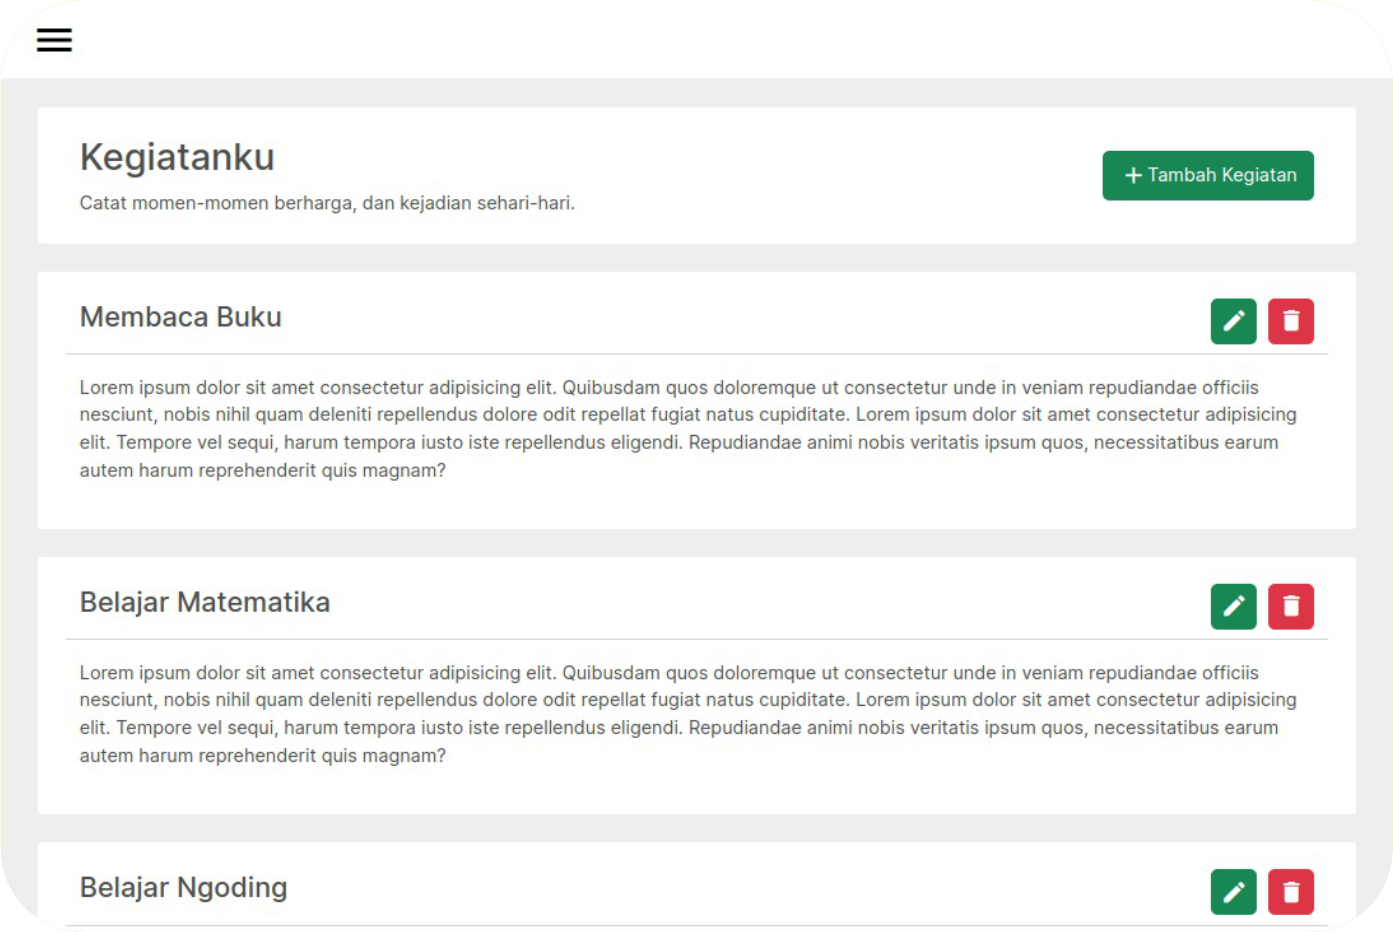 Kegiatanku
Catat momen-momen berharga, dan kejadian sehari-hari.
+ Tambah Kegiatan
Membaca Buku
Lorem ipsum dolor sit amet consectetur adipisicing elit. Quibusdam quos doloremque ut consectetur unde in veniam repudiandae officiis
nesciunt, nobis nihil quam deleniti repellendus dolore odit repellat fugiat natus cupiditate. Lorem ipsum dolor sit amet consectetur adipisicing
elit. Tempore vel sequi, harum tempora iusto iste repellendus eligendi. Repudiandae animi nobis veritatis ipsum quos, necessitatibus earum
autem harum reprehenderit quis magnam?
Belajar Matematika
Lorem ipsum dolor sit amet consectetur adipisicing elit. Quibusdam quos doloremque ut consectetur unde in veniam repudiandae officiis
nesciunt, nobis nihil quam deleniti repellendus dolore odit repellat fugiat natus cupiditate. Lorem ipsum dolor sit amet consectetur adipisicing
elit. Tempore vel sequi, harum tempora iusto iste repellendus eligendi. Repudiandae animi nobis veritatis ipsum quos, necessitatibus earum
autem harum reprehenderit quis magnam?
Belajar Ngoding